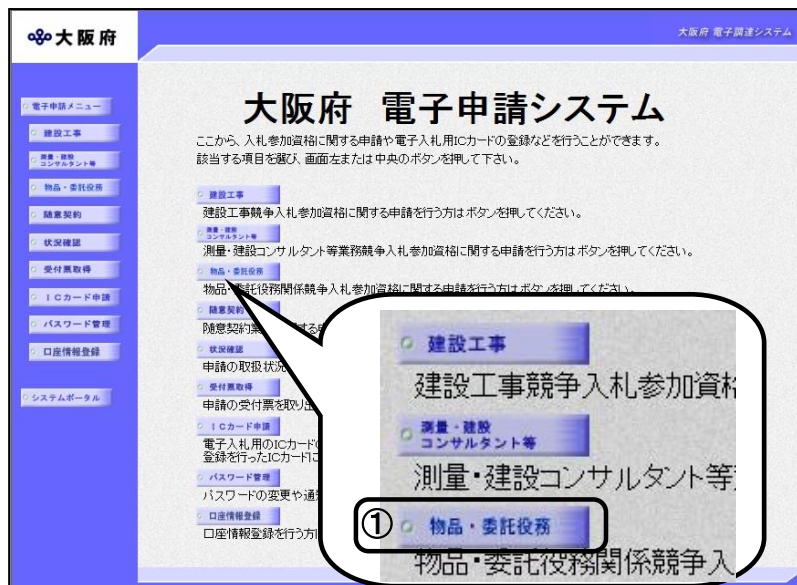 大阪府
大阪府 電子調達システム
電子申請メニュー
建設工事
測量・建設
コンサルタント等
物品・委託役務
随意契約
状況確認
受付票取得
ICカード申請
パスワード管理
口座情報登録
システムポータル
大阪府 電子申請システム
ここから、入札参加資格に関する申請や電子入札用ICカードの登録などを行うことができます。
該当する項目を選び、画面左または中央のボタンを押して下さい。
建設工事
建設工事競争入札参加資格に関する申請を行う方はボタンを押してください。
測量・建設
コンサルタント等
測量・建設コンサルタント等業務競争入札参加資格に関する申請を行う方はボタンを押してください。
物品・委託役務
物品・委託役務関係競争入札参加資格に関する申請を行う方はボタンを押してください。
随意契約
随意契約業
状況確認
申請の取扱状況
受付票取得
申請の受付票を取り出
ICカード申請
電子入札用のICカードの
登録を行ったICカードに
パスワード管理
パスワードの変更や通
口座情報登録
口座情報登録を行う方
建設工事
建設工事競争入札参加資格
測量・建設
コンサルタント等
測量・建設コンサルタント等
① 物品・委託役務
物品・委託役務関係競争入